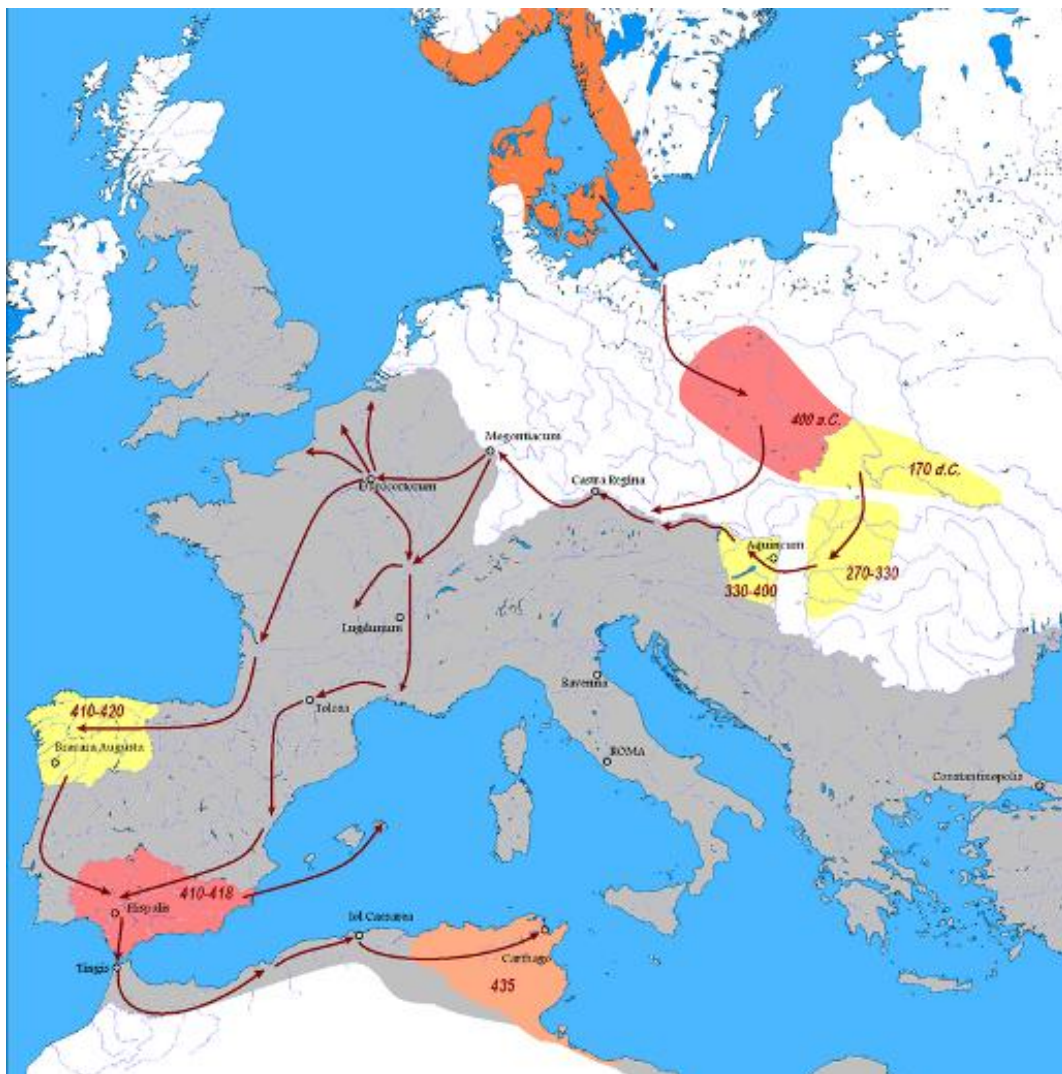 400 a.C.
Mogontiacum
170 d.C.
Castra Regina
Durocortorum
Aquincum
270-330
330-400
Lugdunum
Ravenna
410-420
Tolosa
Bracara Augusta
ROMA
Constantinopolis
410-418
Hispalis
Iol Caesarea
Carthago
Tingis
435